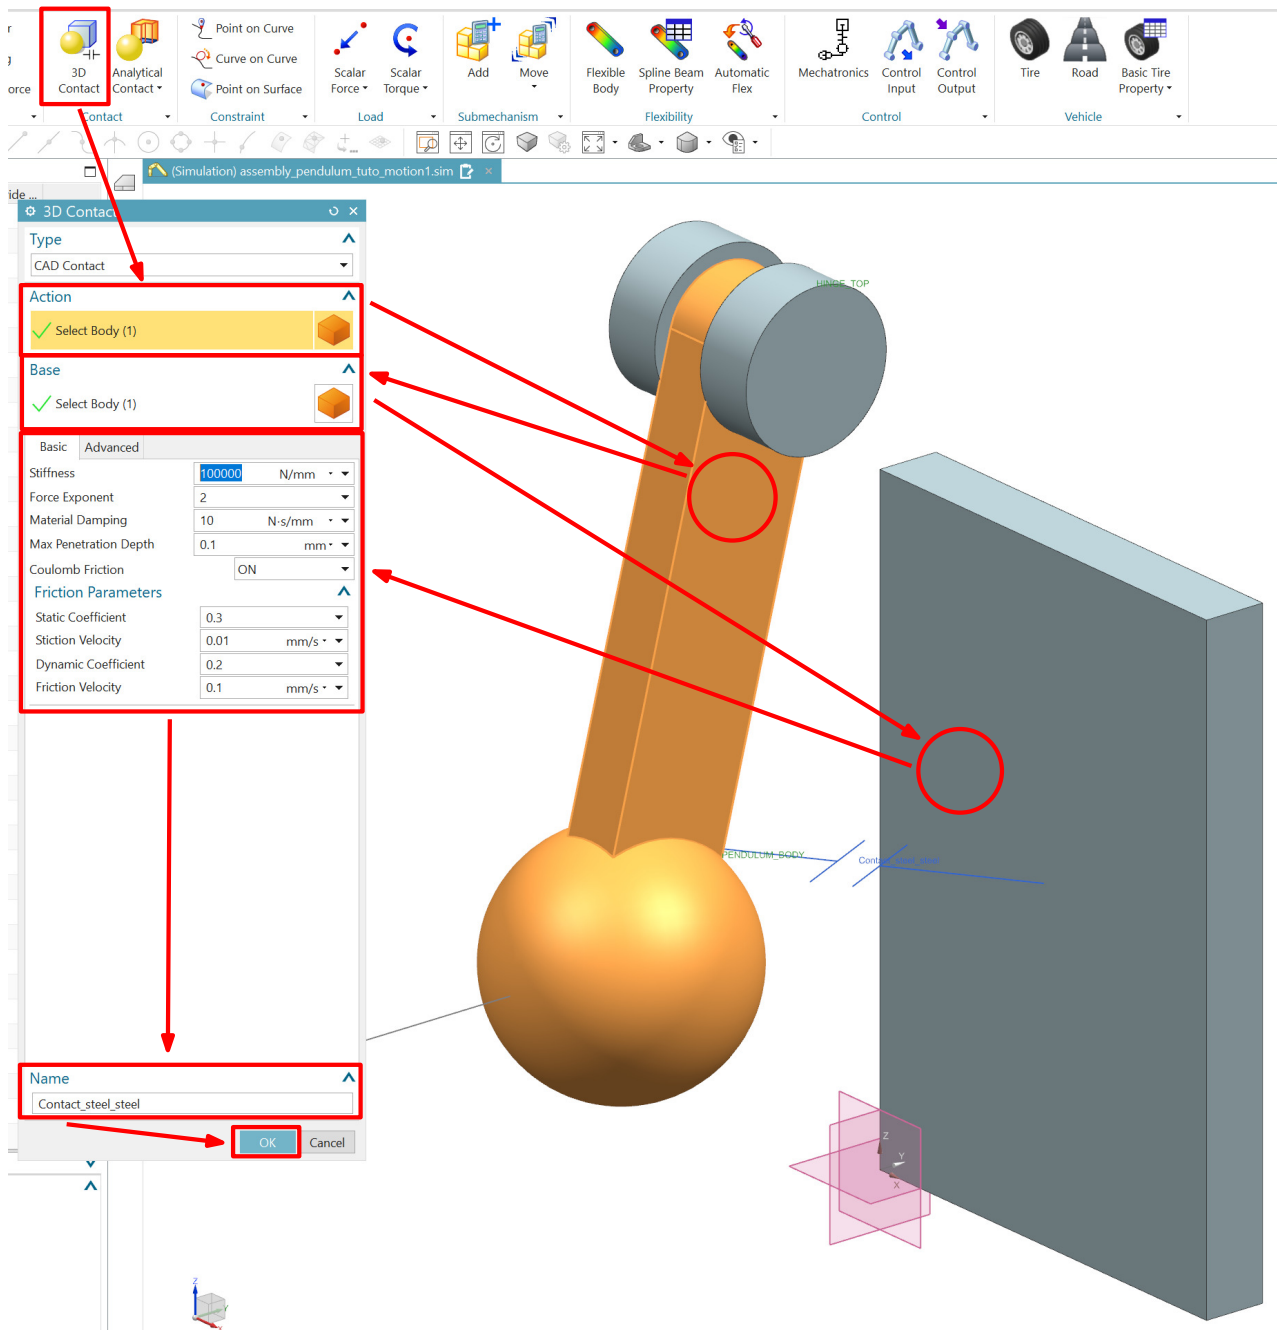 r
g
orce
3D
Contact
Analytical
Contact
Contact
Point on Curve
Curve on Curve
Point on Surface
Constraint
Scalar
Force
Scalar
Torque
Load
Add
Move
Submechanism
Flexible
Body
Spline Beam
Property
Automatic
Flex
Flexibility
Mechatronics
Control
Input
Control
Output
Control
Tire
Road
Basic Tire
Property
Vehicle
(Simulation) assembly_pendulum_tuto_motion1.sim
ide ...
3D Contact
Type
CAD Contact
Action
Select Body (1)
Base
Select Body (1)
Basic Advanced
Stiffness 100000 N/mm
Force Exponent 2
Material Damping 10 N·s/mm
Max Penetration Depth 0.1 mm
Coulomb Friction ON
Friction Parameters
Static Coefficient 0.3
Stiction Velocity 0.01 mm/s
Dynamic Coefficient 0.2
Friction Velocity 0.1 mm/s
Name
Contact_steel_steel
OK Cancel
HINGE_TOP
PENDULUM_BODY
Contact_steel_steel
Z
Y
X
Z
Y
X